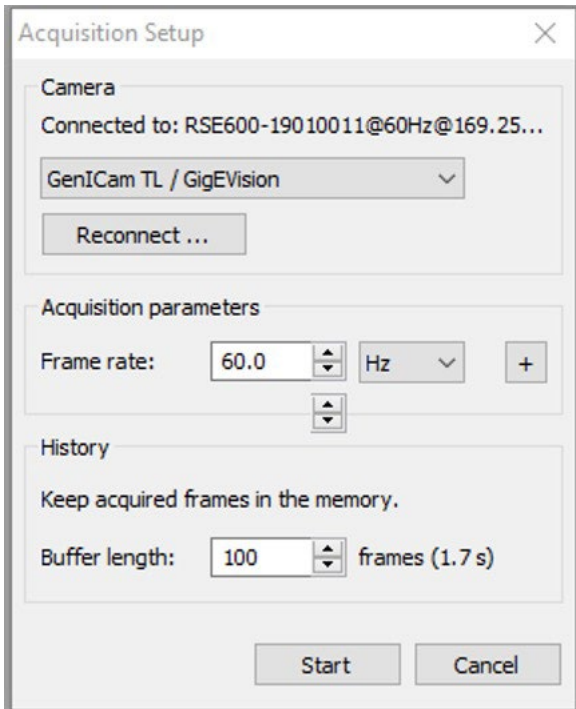 Acquisition Setup
Camera
Connected to: RSE600-19010011@60Hz@169.25...
GenICam TL / GigEVision
Reconnect ...
Acquisition parameters
Frame rate: 60.0 Hz +
History
Keep acquired frames in the memory.
Buffer length: 100 frames (1.7 s)
Start Cancel